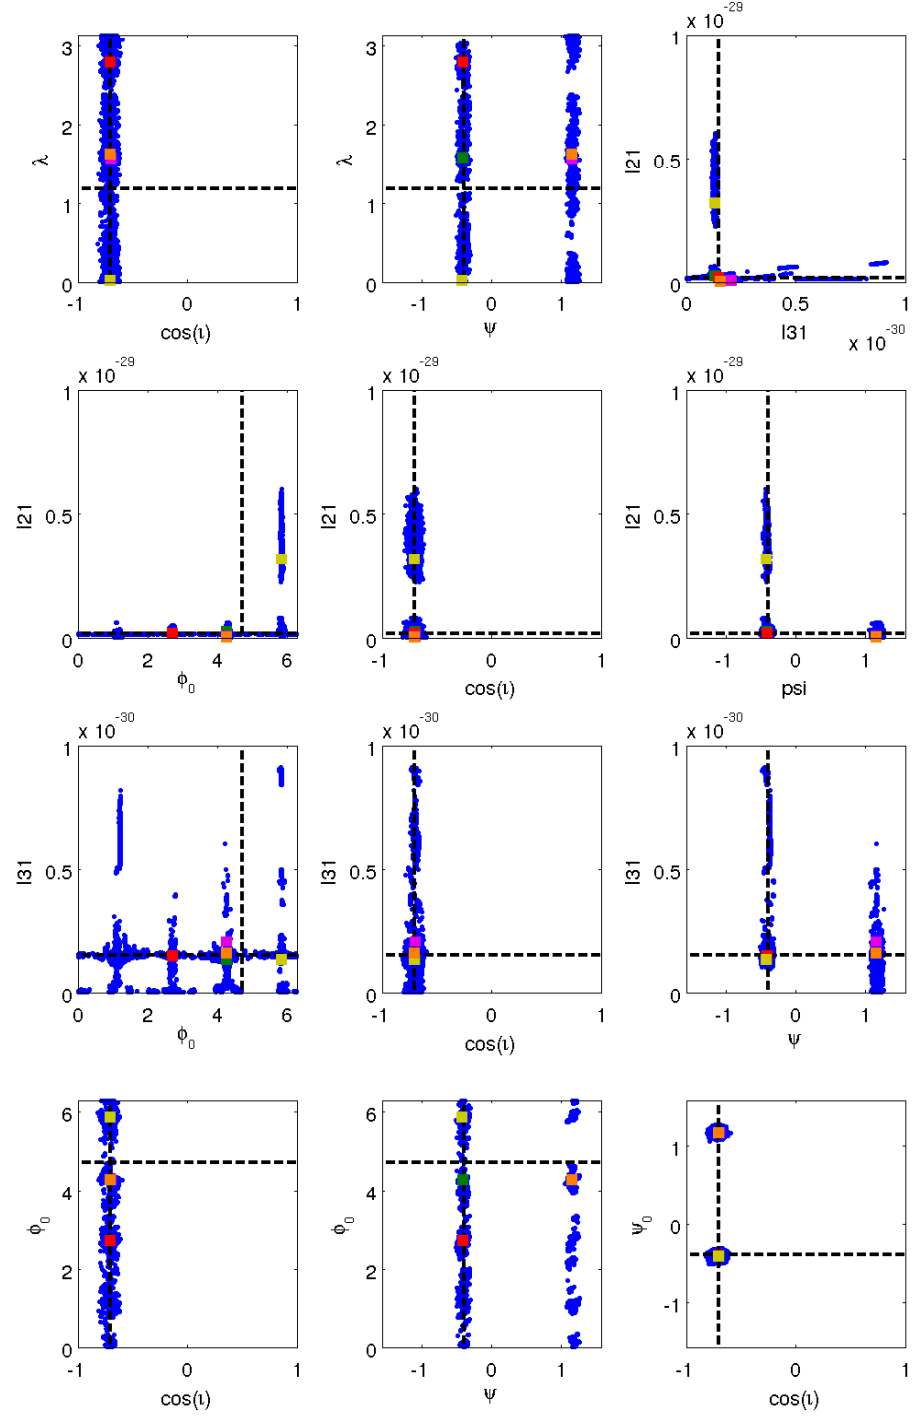 x 10^-29
3 3 1
2 2
λ λ I21 0.5
1 1
0 0 0
-1 0 1 -1 0 1 0 0.5 1
cos(ι) ψ I31 x 10^-30
x 10^-29 x 10^-29 x 10^-29
1 1 1
I21 0.5 I21 0.5 I21 0.5
0 0 0
0 2 4 6 -1 0 1 -1 0 1
ϕ_0 cos(ι) psi
x 10^-30 x 10^-30 x 10^-30
1 1 1
I31 0.5 I31 0.5 I31 0.5
0 0 0
0 2 4 6 -1 0 1 -1 0 1
ϕ_0 cos(ι) ψ
6 6
1
4 4
ϕ_0 ϕ_0 ψ_0 0
2 2
-1
0 0
-1 0 1 -1 0 1 -1 0 1
cos(ι) ψ cos(ι)